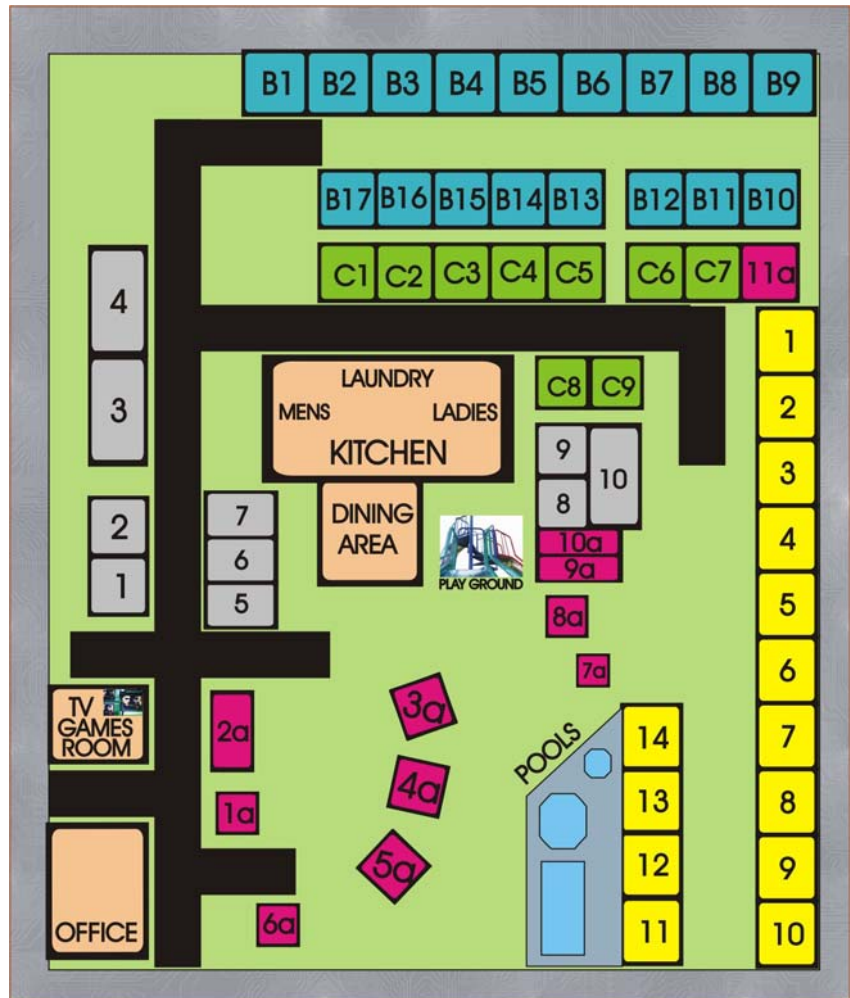 B1 B2 B3 B4 B5 B6 B7 B8 B9
B17 B16 B15 B14 B13 B12 B11 B10
C1 C2 C3 C4 C5 C6 C7 11a
4
3
2
1
7
6
5
LAUNDRY
MENS LADIES
KITCHEN
DINING
AREA
PLAY GROUND
C8 C9
9
8
10
10a
9a
8a
7a
1
2
3
4
5
6
7
8
9
10
TV
GAMES
ROOM
2a
1a
3a
4a
5a
6a
OFFICE
POOLS
14
13
12
11